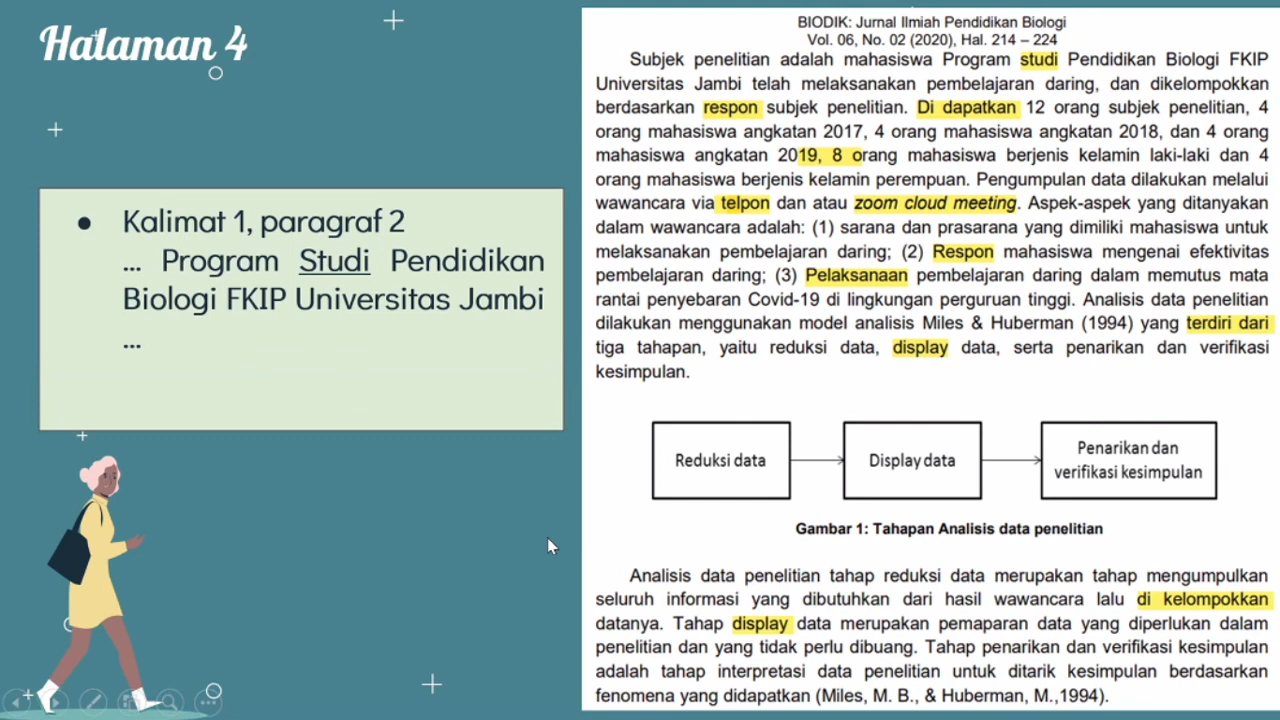 Halaman 4
● Kalimat 1, paragraf 2
... Program Studi Pendidikan
Biologi FKIP Universitas Jambi
...
BIODIK: Jurnal Ilmiah Pendidikan Biologi
Vol. 06, No. 02 (2020), Hal. 214 – 224
Subjek penelitian adalah mahasiswa Program studi Pendidikan Biologi FKIP
Universitas Jambi telah melaksanakan pembelajaran daring, dan dikelompokkan
berdasarkan respon subjek penelitian. Di dapatkan 12 orang subjek penelitian, 4
orang mahasiswa angkatan 2017, 4 orang mahasiswa angkatan 2018, dan 4 orang
mahasiswa angkatan 2019, 8 orang mahasiswa berjenis kelamin laki-laki dan 4
orang mahasiswa berjenis kelamin perempuan. Pengumpulan data dilakukan melalui
wawancara via telpon dan atau zoom cloud meeting. Aspek-aspek yang ditanyakan
dalam wawancara adalah: (1) sarana dan prasarana yang dimiliki mahasiswa untuk
melaksanakan pembelajaran daring; (2) Respon mahasiswa mengenai efektivitas
pembelajaran daring; (3) Pelaksanaan pembelajaran daring dalam memutus mata
rantai penyebaran Covid-19 di lingkungan perguruan tinggi. Analisis data penelitian
dilakukan menggunakan model analisis Miles & Huberman (1994) yang terdiri dari
tiga tahapan, yaitu reduksi data, display data, serta penarikan dan verifikasi
kesimpulan.
Reduksi data
Display data
Penarikan dan
verifikasi kesimpulan
Gambar 1: Tahapan Analisis data penelitian
Analisis data penelitian tahap reduksi data merupakan tahap mengumpulkan
seluruh informasi yang dibutuhkan dari hasil wawancara lalu di kelompokkan
datanya. Tahap display data merupakan pemaparan data yang diperlukan dalam
penelitian dan yang tidak perlu dibuang. Tahap penarikan dan verifikasi kesimpulan
adalah tahap interpretasi data penelitian untuk ditarik kesimpulan berdasarkan
fenomena yang didapatkan (Miles, M. B., & Huberman, M.,1994).